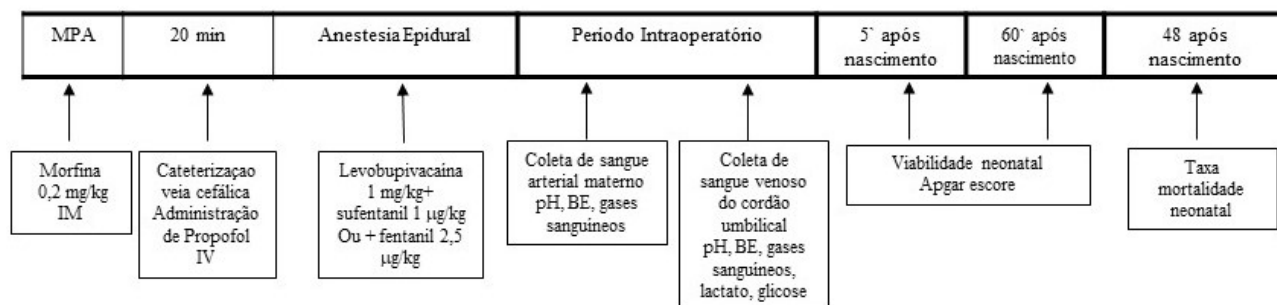 MPA
20 min
Anestesia Epidural
Periodo Intraoperatório
5` após
nascimento
60` após
nascimento
48 após
nascimento
Morfina
0,2 mg/kg
IM
Cateterizaçao
veia cefálica
Administração
de Propofol
IV
Levobupivacaina
1 mg/kg+
sufentanil 1 µg/kg
Ou + fentanil 2,5
µg/kg
Coleta de sangue
arterial materno
pH, BE, gases
sanguíneos
Coleta de
sangue venoso
do cordão
umbilical
pH, BE, gases
sanguíneos,
lactato, glicose
Viabilidade neonatal
Apgar escore
Taxa
mortalidade
neonatal